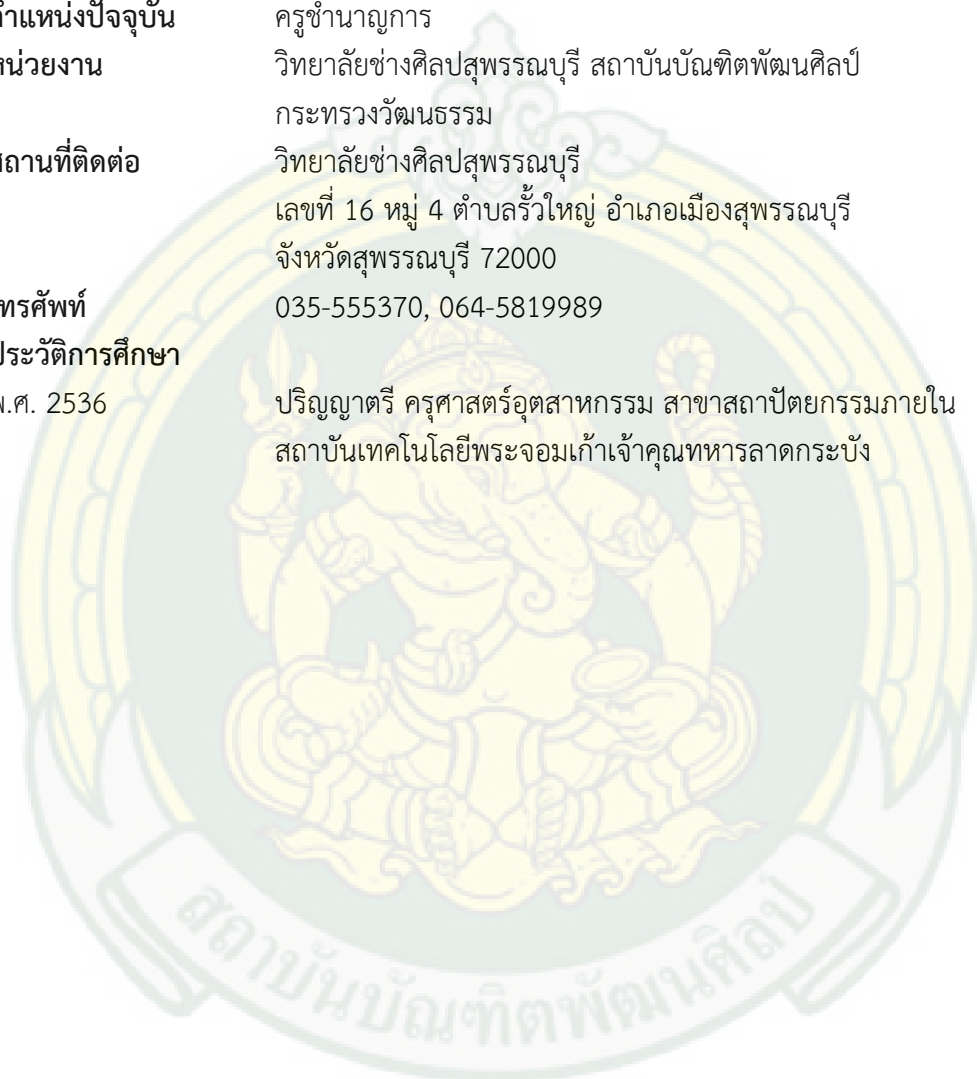 ตำแหน่งปัจจุบัน ครูชำนาญการ
หน่วยงาน วิทยาลัยช่างศิลปสุพรรณบุรี สถาบันบัณฑิตพัฒนศิลป์
กระทรวงวัฒนธรรม
สถานที่ติดต่อ วิทยาลัยช่างศิลปสุพรรณบุรี
เลขที่ 16 หมู่ 4 ตำบลรั้วใหญ่ อำเภอเมืองสุพรรณบุรี
จังหวัดสุพรรณบุรี 72000
โทรศัพท์ 035-555370, 064-5819989
ประวัติการศึกษา
พ.ศ. 2536 ปริญญาตรี ครุศาสตร์อุตสาหกรรม สาขาสถาปัตยกรรมภายใน
สถาบันเทคโนโลยีพระจอมเก้าเจ้าคุณทหารลาดกระบัง
สถาบันบัณฑิตพัฒนศิลป์